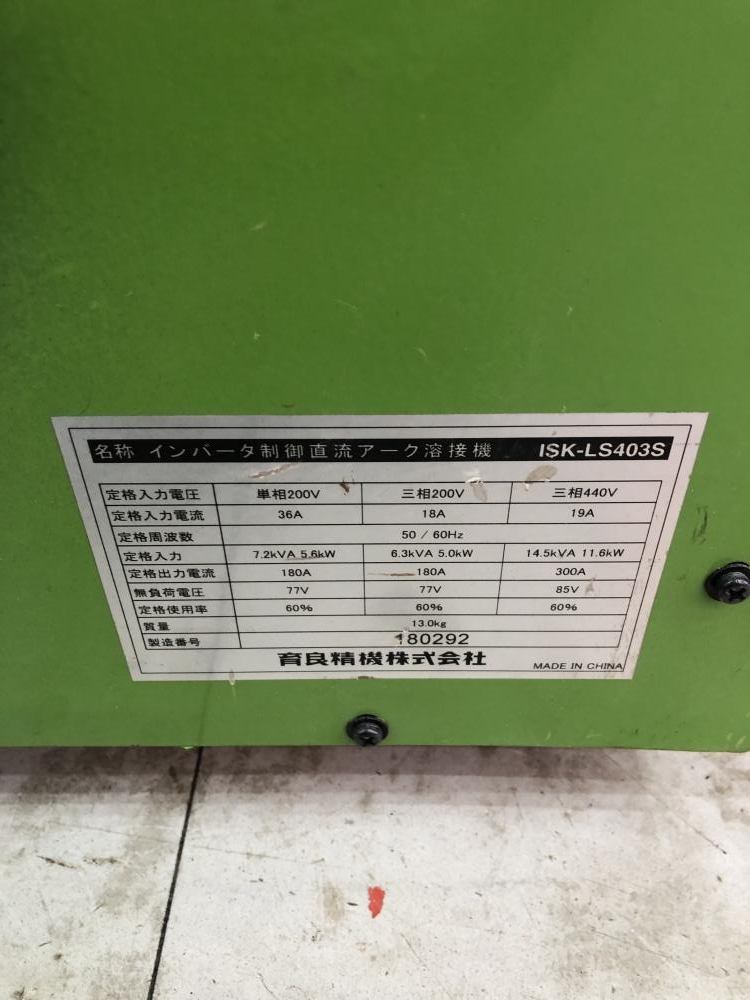 名称 インバータ制御直流アーク溶接機 ISK-LS403S
定格入力電圧 単相200V 三相200V 三相440V
定格入力電流 36A 18A 19A
定格周波数 50 / 60Hz
定格入力 7.2kVA 5.6kW 6.3kVA 5.0kW 14.5kVA 11.6kW
定格出力電流 180A 180A 300A
無負荷電圧 77V 77V 85V
定格使用率 60% 60% 60%
質量 13.0kg
製造番号 180292
育良精機株式会社 MADE IN CHINA